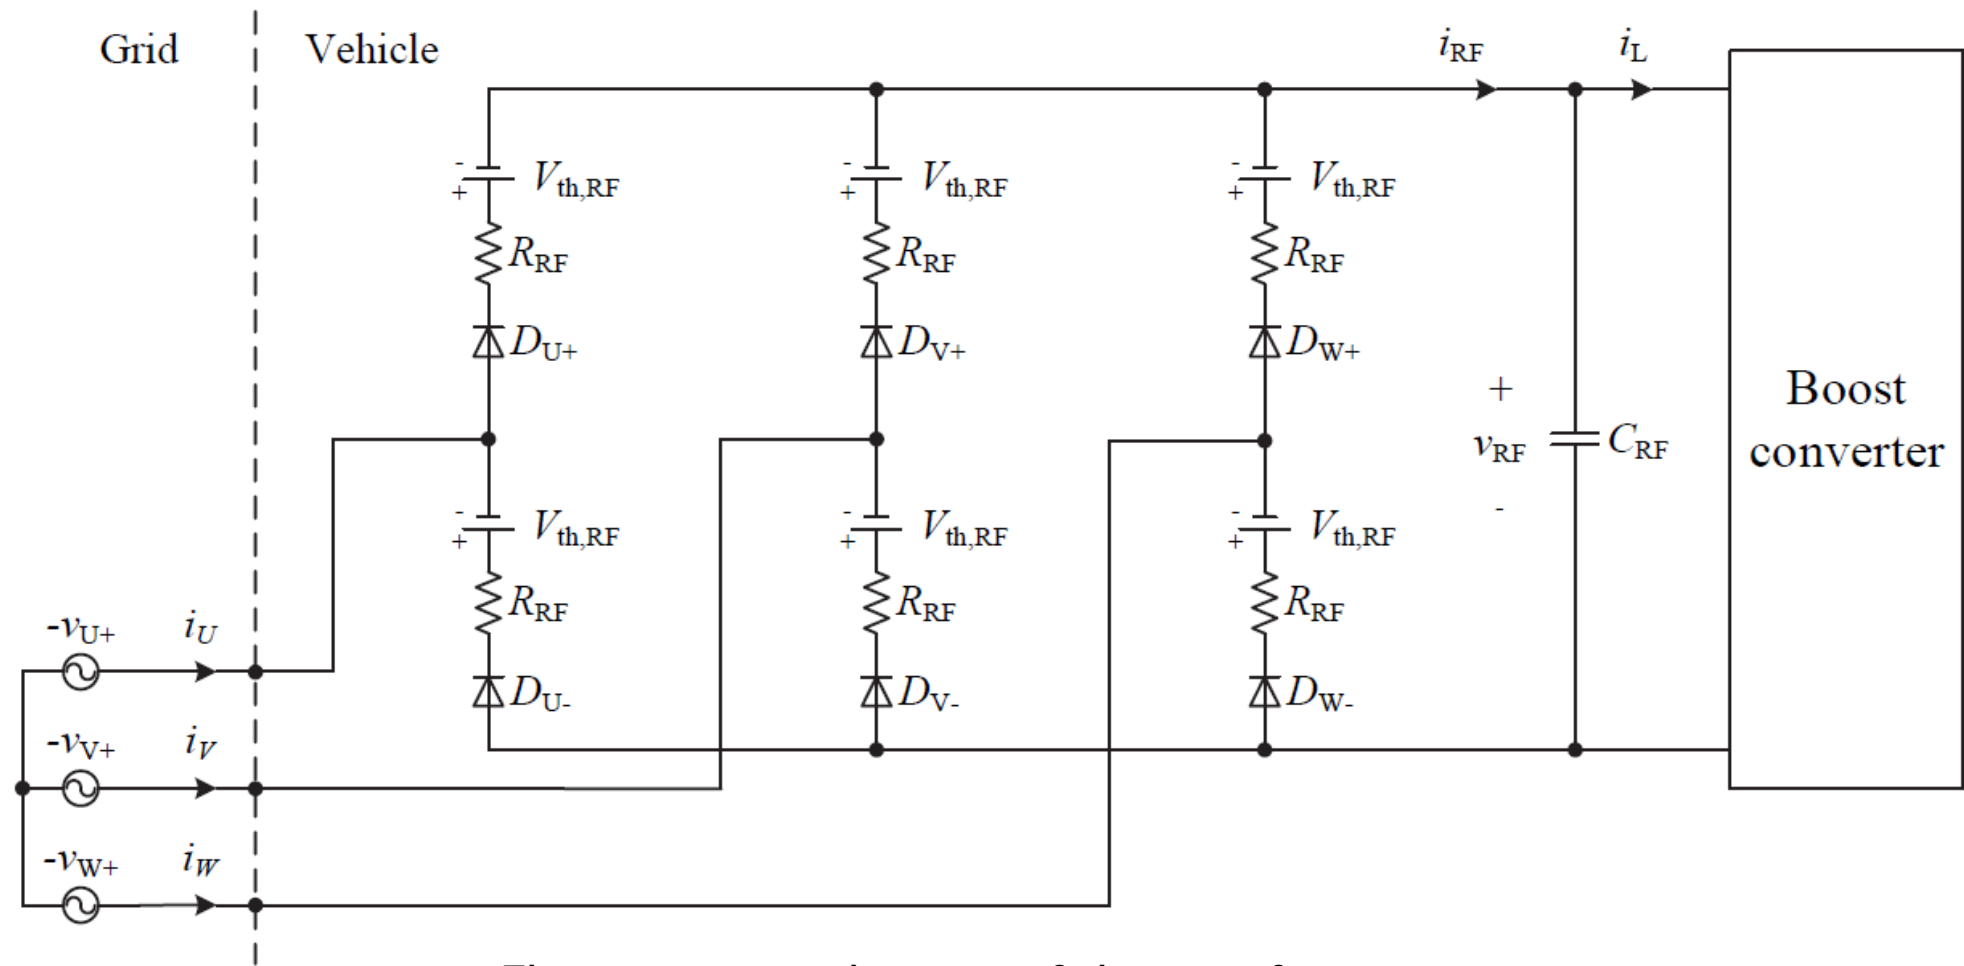 Grid
Vehicle
iRF
iL
- Vth,RF
+
- Vth,RF
+
- Vth,RF
+
RRF
RRF
RRF
DU+
DV+
DW+
+
vRF
-
CRF
Boost
converter
- Vth,RF
+
- Vth,RF
+
- Vth,RF
+
RRF
RRF
RRF
DU-
DV-
DW-
-vU+ iU
-vV+ iV
-vW+ iW